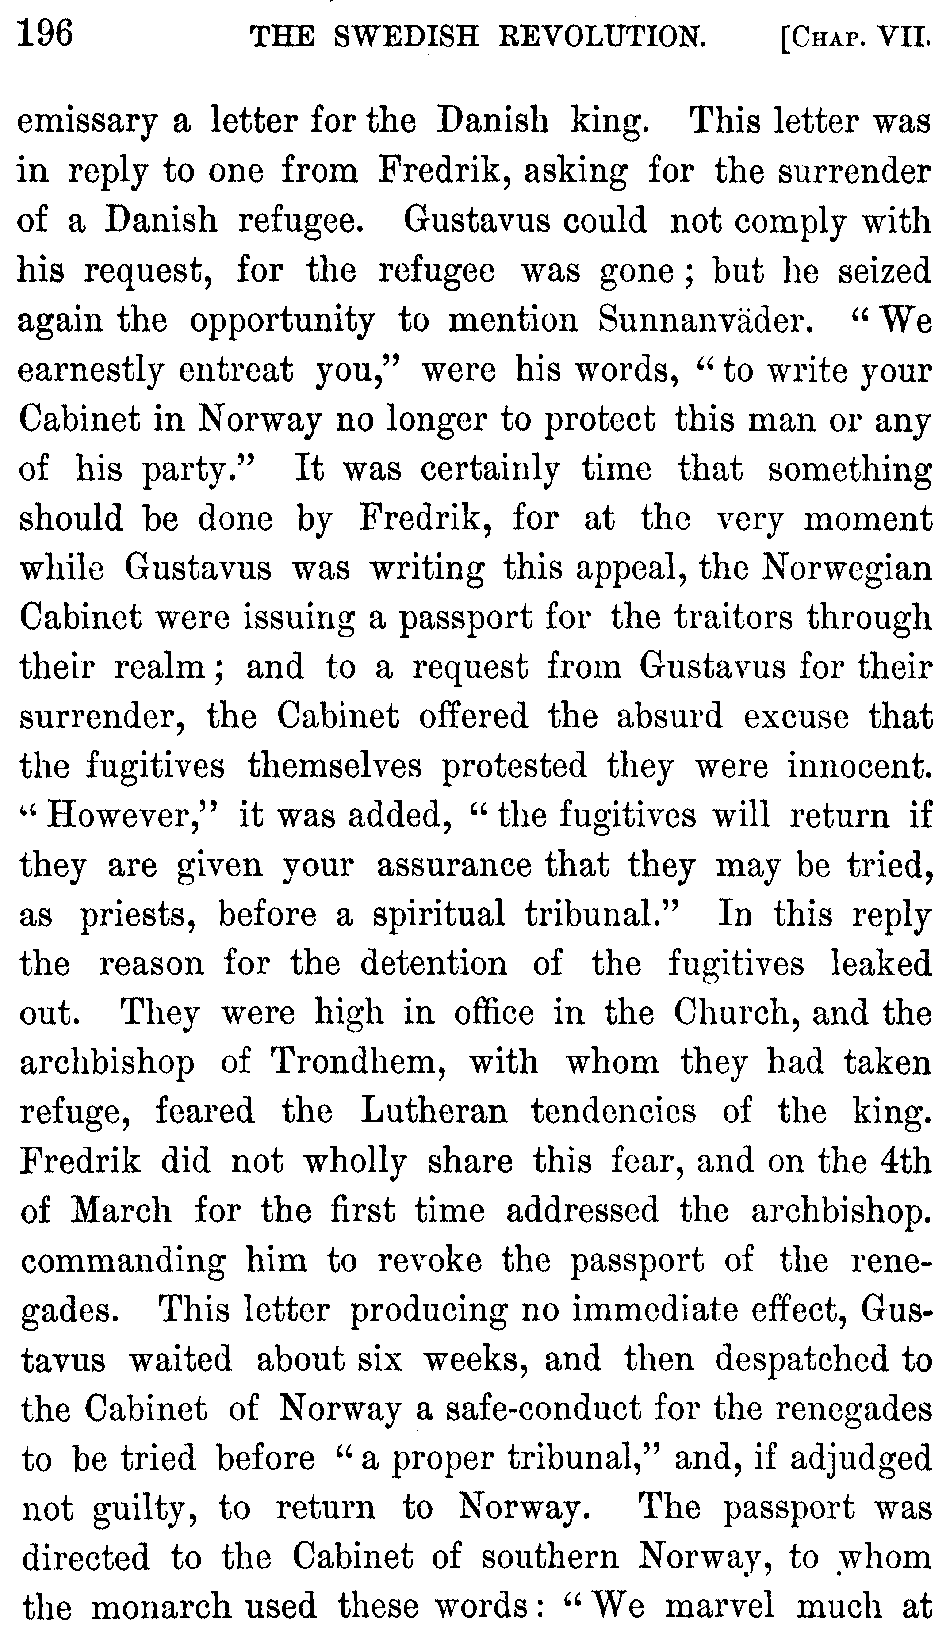 196 THE SWEDISH REVOLUTION. [CHAP. VII.
emissary a letter for the Danish king. This letter was
in reply to one from Fredrik, asking for the surrender
of a Danish refugee. Gustavus could not comply with
his request, for the refugee was gone ; but he seized
again the opportunity to mention Sunnanväder. “ We
earnestly entreat you,” were his words, “ to write your
Cabinet in Norway no longer to protect this man or any
of his party.” It was certainly time that something
should be done by Fredrik, for at the very moment
while Gustavus was writing this appeal, the Norwegian
Cabinet were issuing a passport for the traitors through
their realm ; and to a request from Gustavus for their
surrender, the Cabinet offered the absurd excuse that
the fugitives themselves protested they were innocent.
“ However,” it was added, “ the fugitives will return if
they are given your assurance that they may be tried,
as priests, before a spiritual tribunal.” In this reply
the reason for the detention of the fugitives leaked
out. They were high in office in the Church, and the
archbishop of Trondhem, with whom they had taken
refuge, feared the Lutheran tendencies of the king.
Fredrik did not wholly share this fear, and on the 4th
of March for the first time addressed the archbishop.
commanding him to revoke the passport of the rene-
gades. This letter producing no immediate effect, Gus-
tavus waited about six weeks, and then despatched to
the Cabinet of Norway a safe-conduct for the renegades
to be tried before “ a proper tribunal,” and, if adjudged
not guilty, to return to Norway. The passport was
directed to the Cabinet of southern Norway, to whom
the monarch used these words : “ We marvel much at